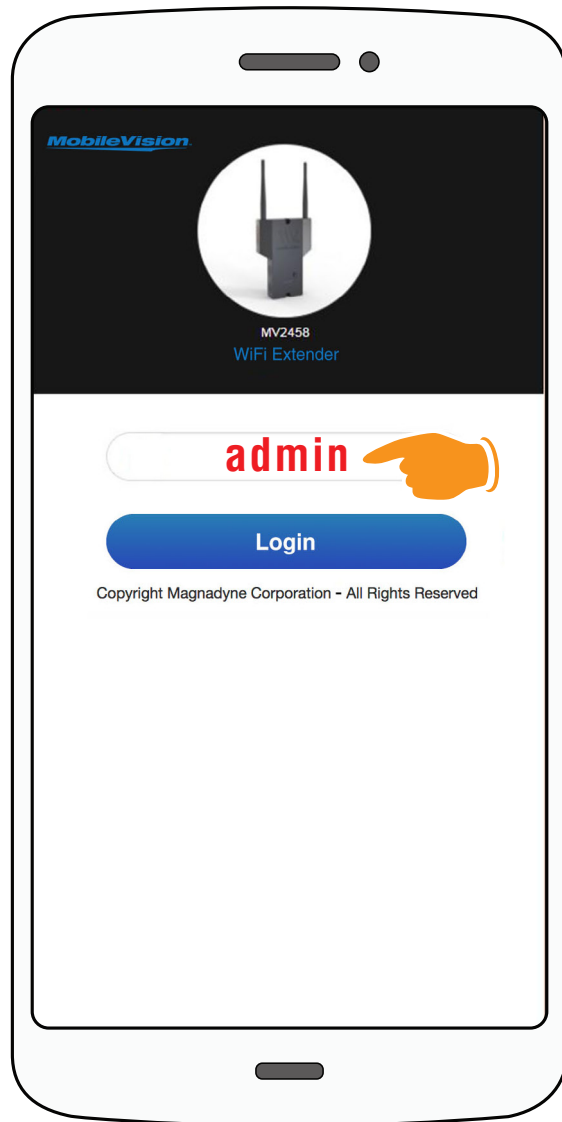 MobileVision
MV2458
WiFi Extender
admin
Login
Copyright Magnadyne Corporation - All Rights Reserved